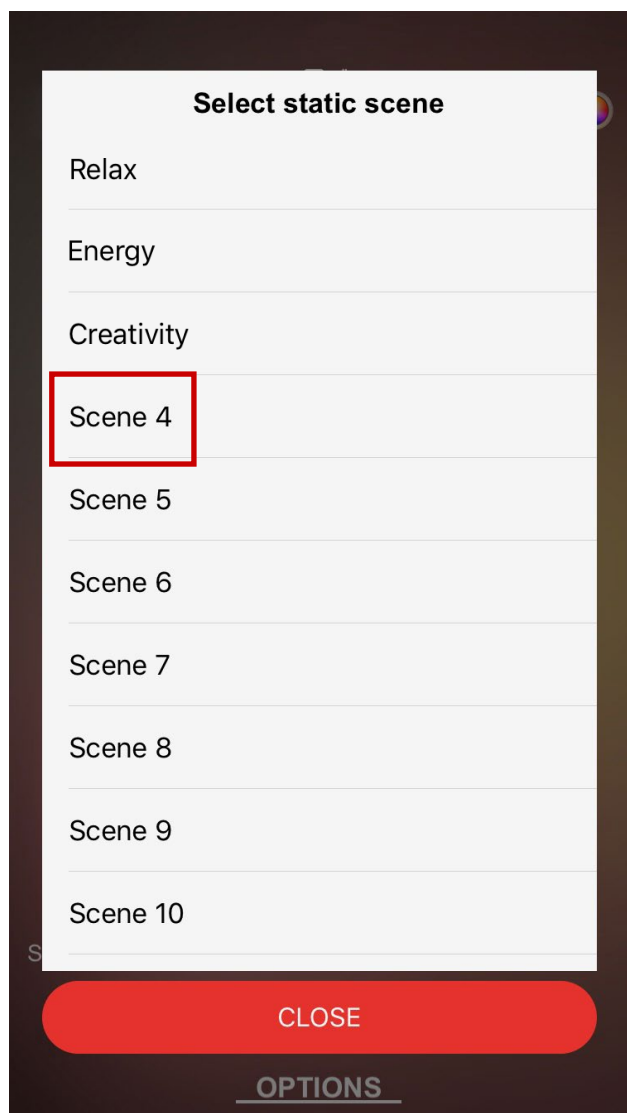 Select static scene
Relax
Energy
Creativity
Scene 4
Scene 5
Scene 6
Scene 7
Scene 8
Scene 9
Scene 10
S
CLOSE
OPTIONS